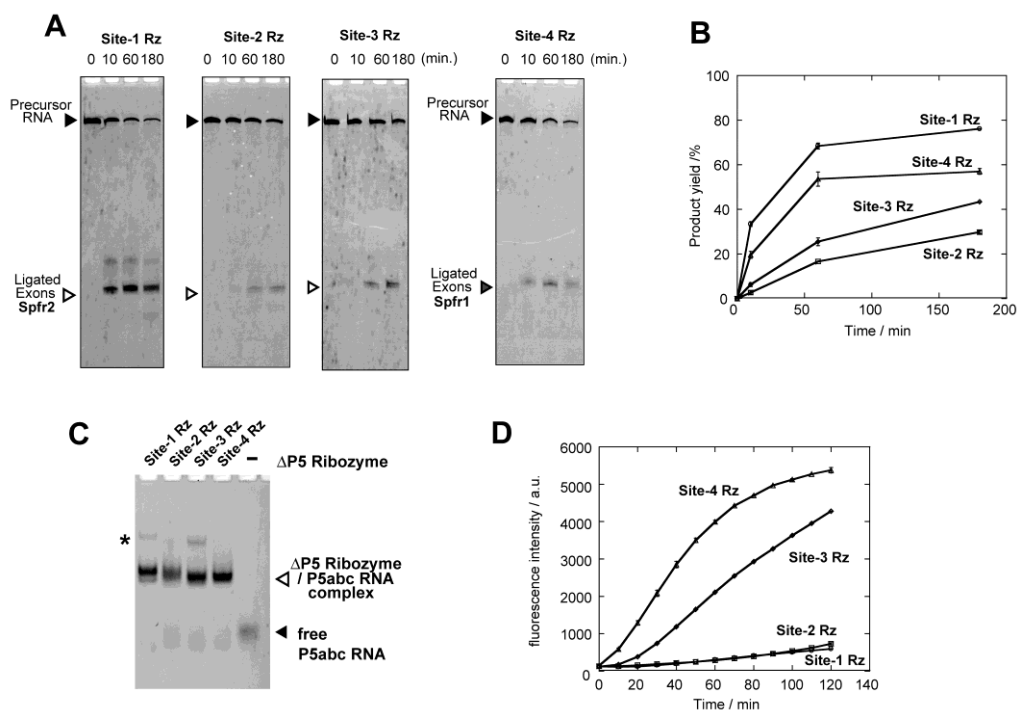 A
Site-1 Rz
Site-2 Rz
Site-3 Rz
Site-4 Rz
0 10 60 180
0 10 60 180
0 10 60 180 (min.)
0 10 60 180 (min.)
Precursor
RNA
Precursor
RNA
Ligated
Exons
Spfr2
Ligated
Exons
Spfr1
B
100
80
60
40
20
0
Product yield /%
Site-1 Rz
Site-4 Rz
Site-3 Rz
Site-2 Rz
0 50 100 150 200
Time / min
C
Site-1 Rz
Site-2 Rz
Site-3 Rz
Site-4 Rz
– ΔP5 Ribozyme
*
ΔP5 Ribozyme
/ P5abc RNA
complex
free
P5abc RNA
D
6000
5000
4000
3000
2000
1000
0
fluorescence intensity / a.u.
Site-4 Rz
Site-3 Rz
Site-2 Rz
Site-1 Rz
0 20 40 60 80 100 120 140
Time / min